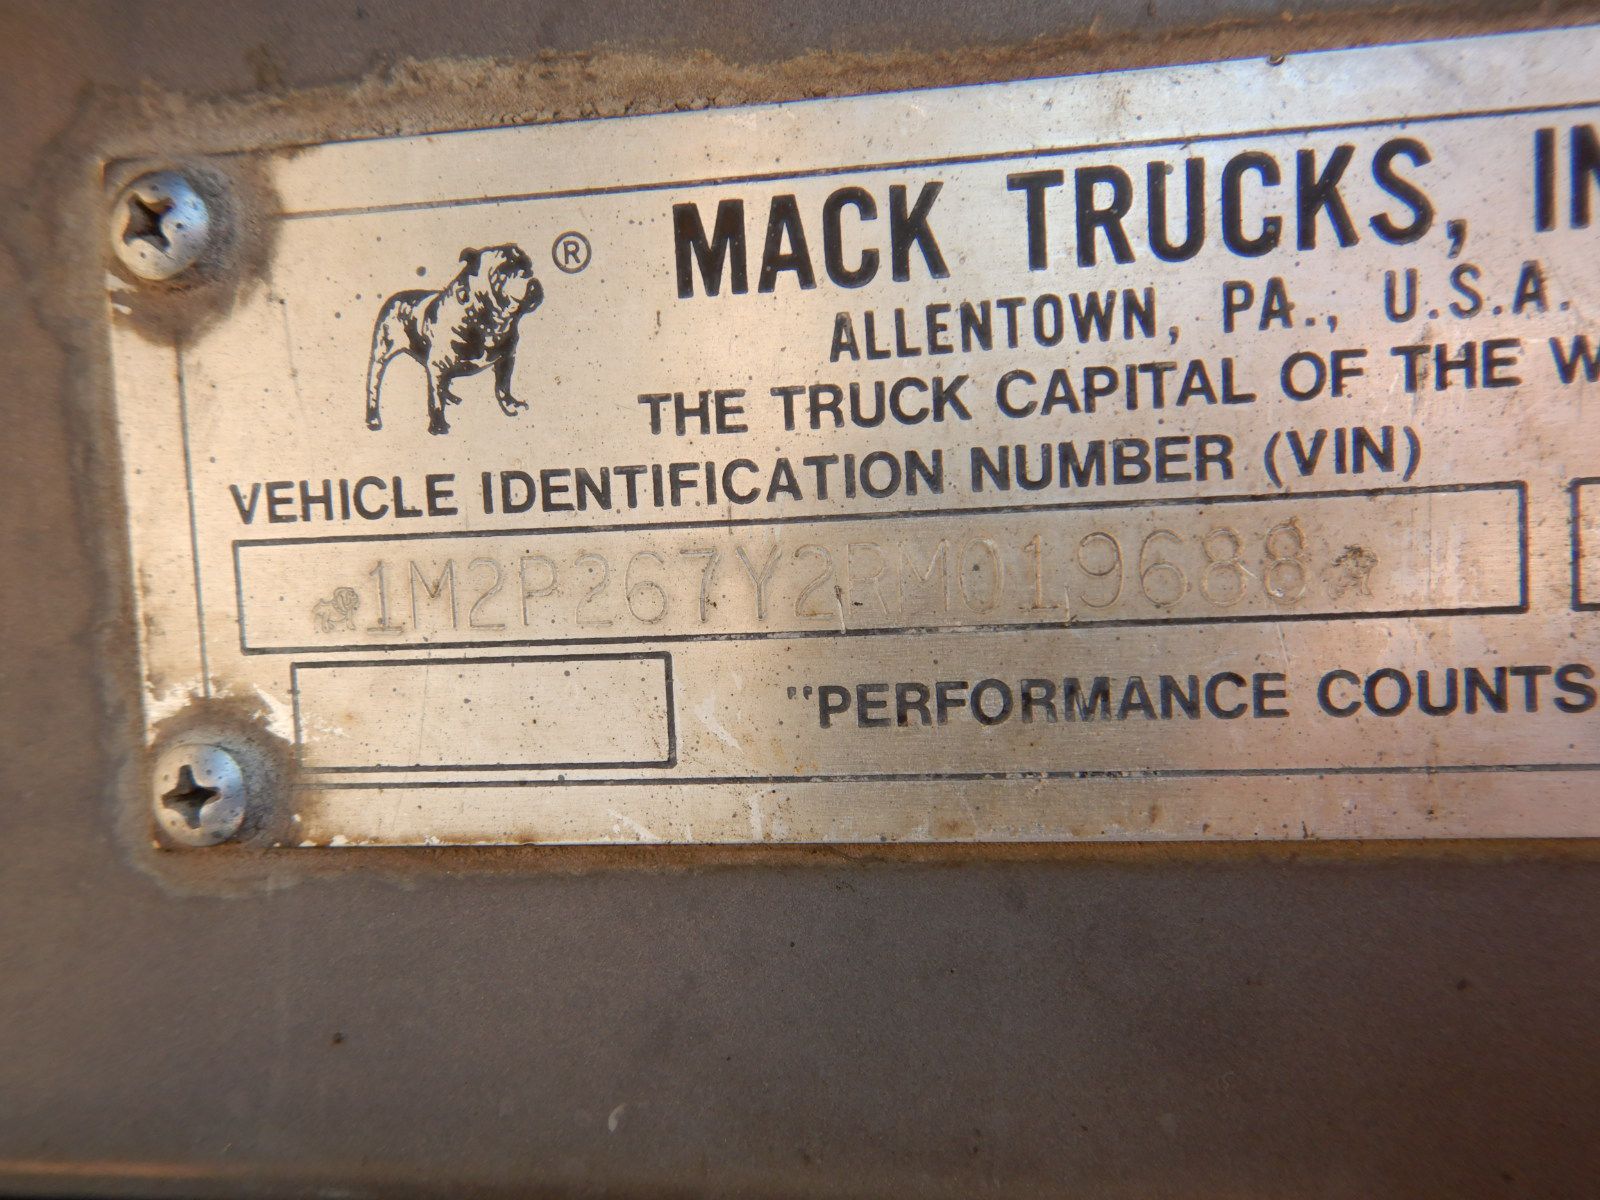 ®
MACK TRUCKS, IN
ALLENTOWN, PA., U.S.A.
THE TRUCK CAPITAL OF THE W
VEHICLE IDENTIFICATION NUMBER (VIN)
1M2P267Y2RM019688
"PERFORMANCE COUNTS